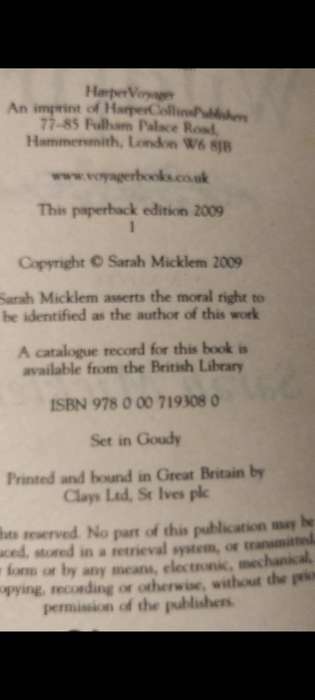 HarperVoyager
An imprint of HarperCollinsPublishers
77–85 Fulham Palace Road,
Hammersmith, London W6 8JB
www.voyagerbooks.co.uk
This paperback edition 2009
1
Copyright © Sarah Micklem 2009
Sarah Micklem asserts the moral right to
be identified as the author of this work
A catalogue record for this book is
available from the British Library
ISBN 978 0 00 719308 0
Set in Goudy
Printed and bound in Great Britain by
Clays Ltd, St Ives plc
hts reserved. No part of this publication may be
uced, stored in a retrieval system, or transmitted,
form or by any means, electronic, mechanical,
opying, recording or otherwise, without the prior
permission of the publishers.